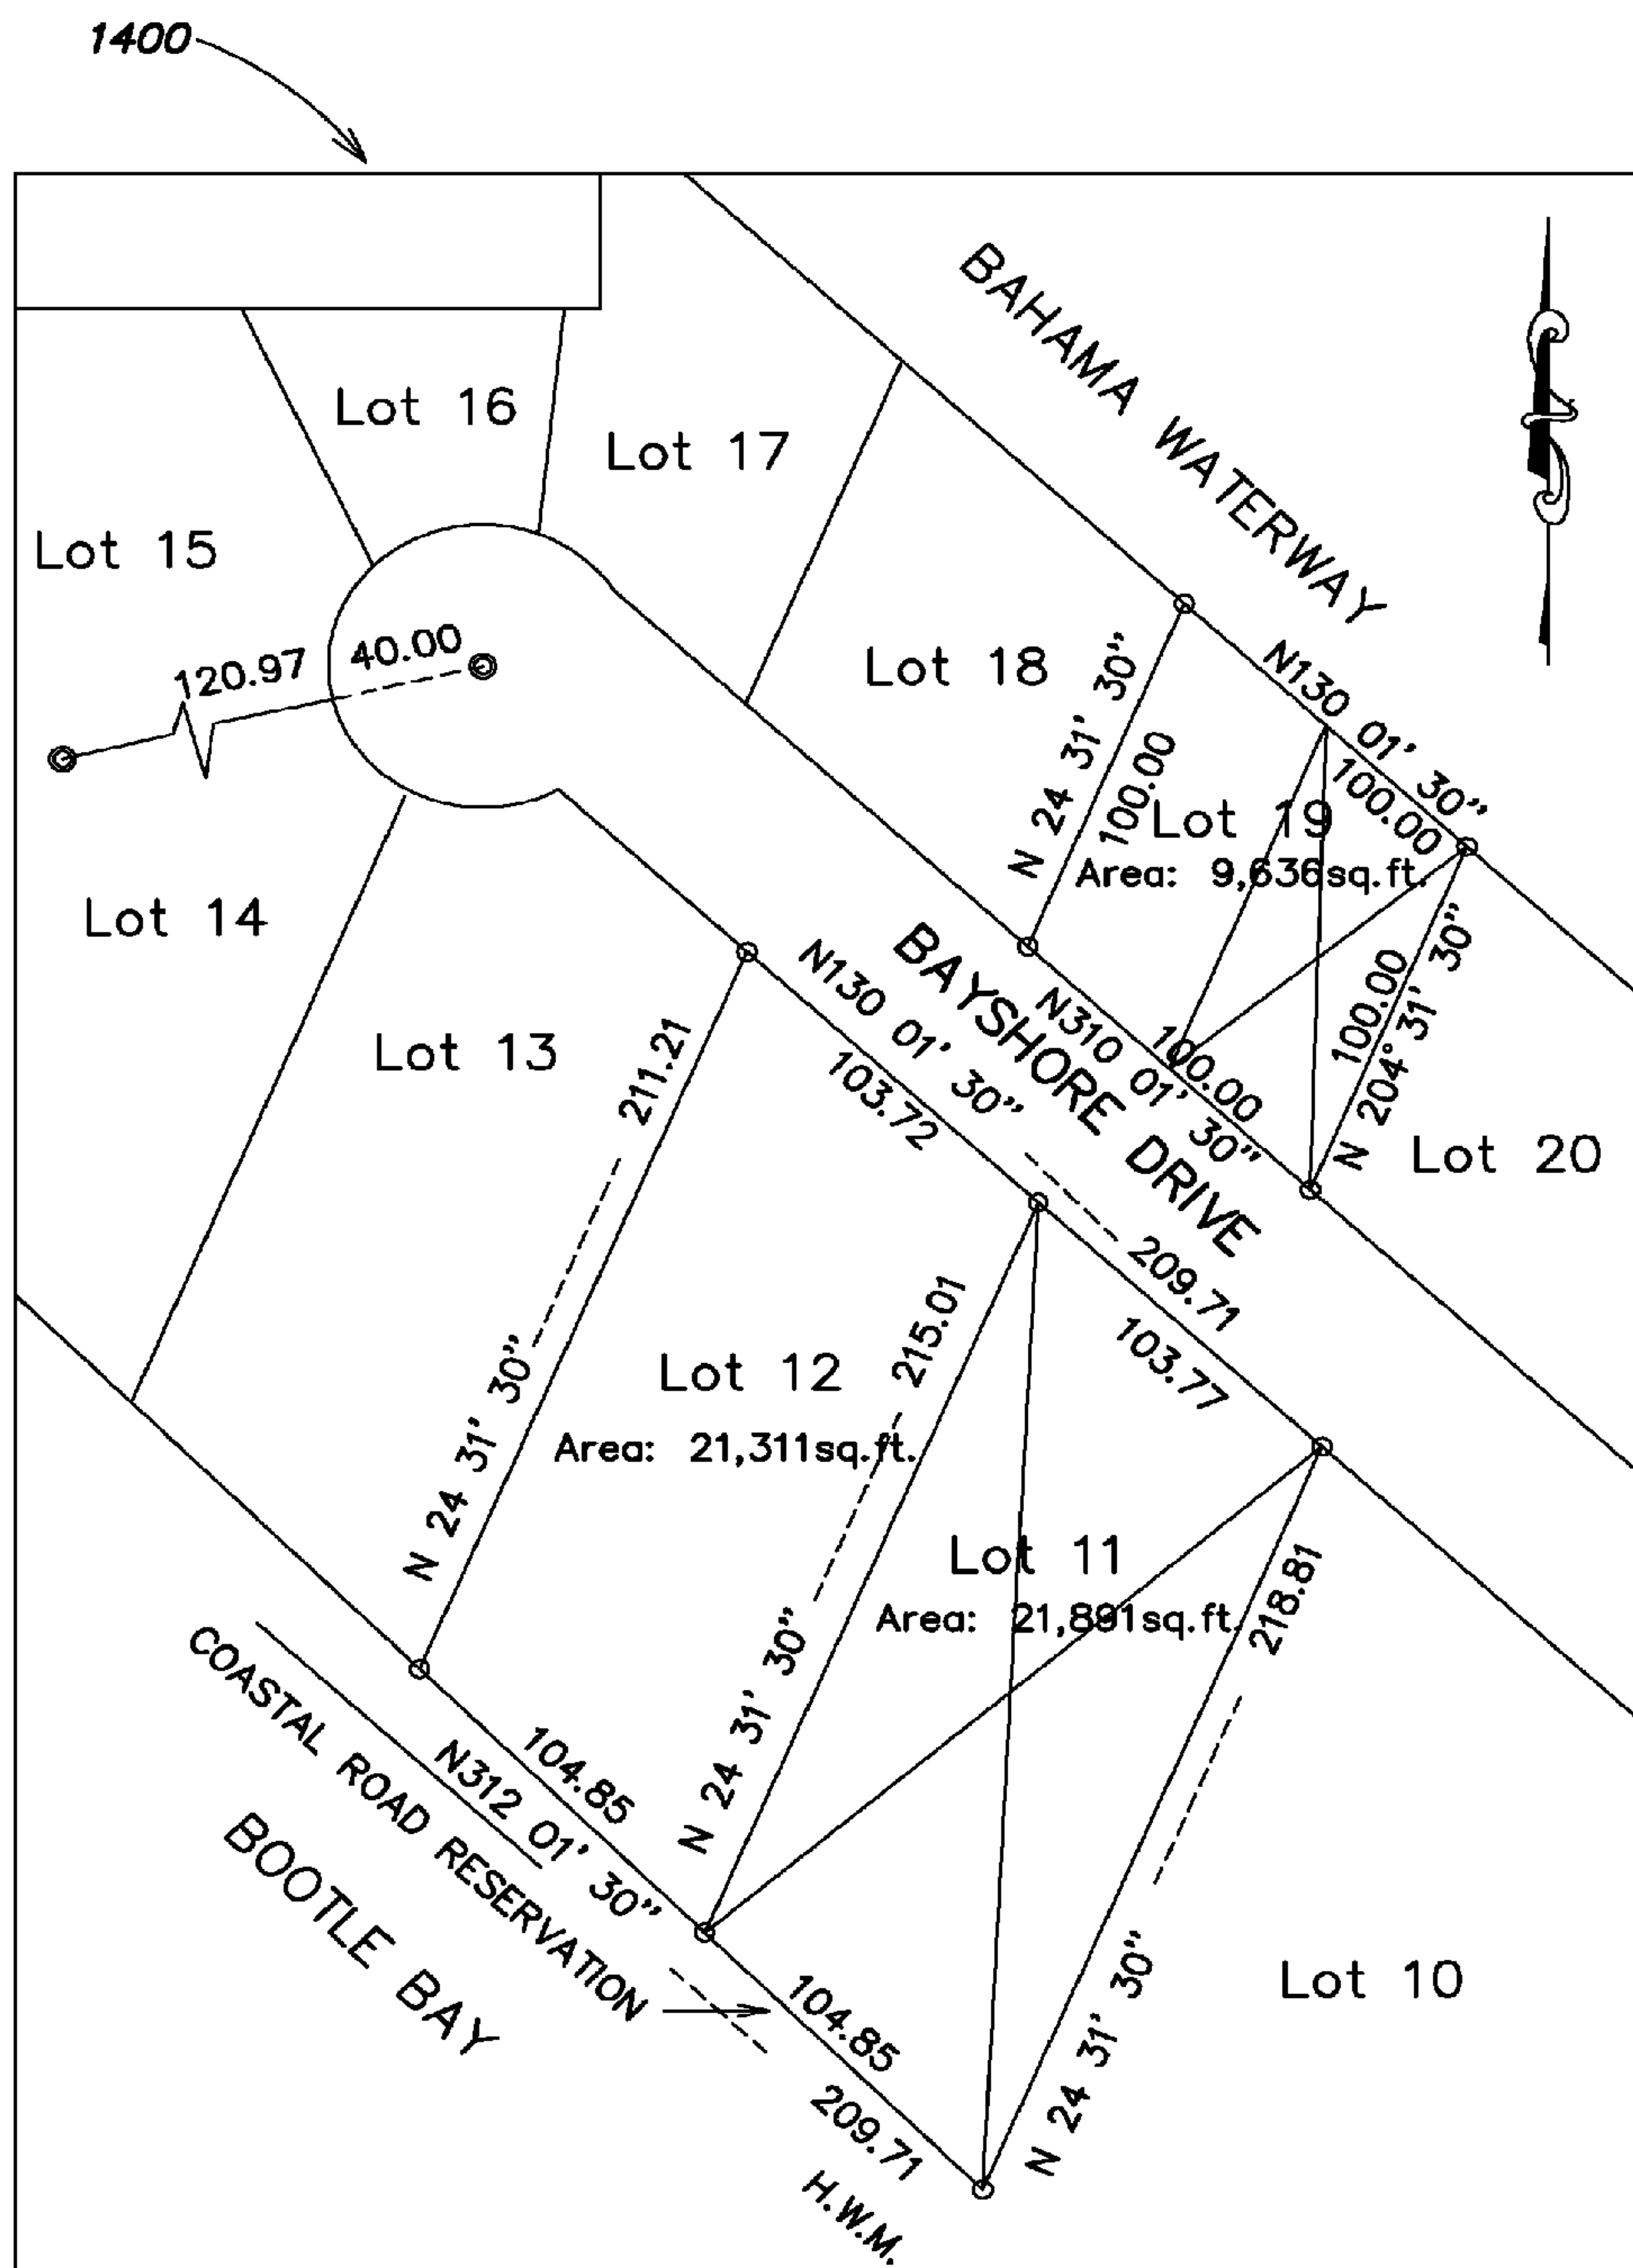 1400
BAHAMA WATERWAY
Lot 16
Lot 17
Lot 15
Lot 18
120.97
40.00
N130 01' 30"
100.00
N 24 31' 30"
100.00
Lot 19
Area: 9,636sq.ft.
Lot 14
BAYSHORE DRIVE
N310 01' 30"
100.00
100.00
N 204° 31' 30"
Lot 20
Lot 13
N130 01' 30"
103.72
211.21
N 24 31' 30"
209.71
103.77
Lot 12
Area: 21,311sq.ft.
215.01
N 24 31' 30"
Lot 11
Area: 21,891sq.ft.
218.81
N 24 31' 30"
Lot 10
COASTAL ROAD RESERVATION
N312 01' 30"
104.85
BOOTLE BAY
104.85
209.71
H.W.M.